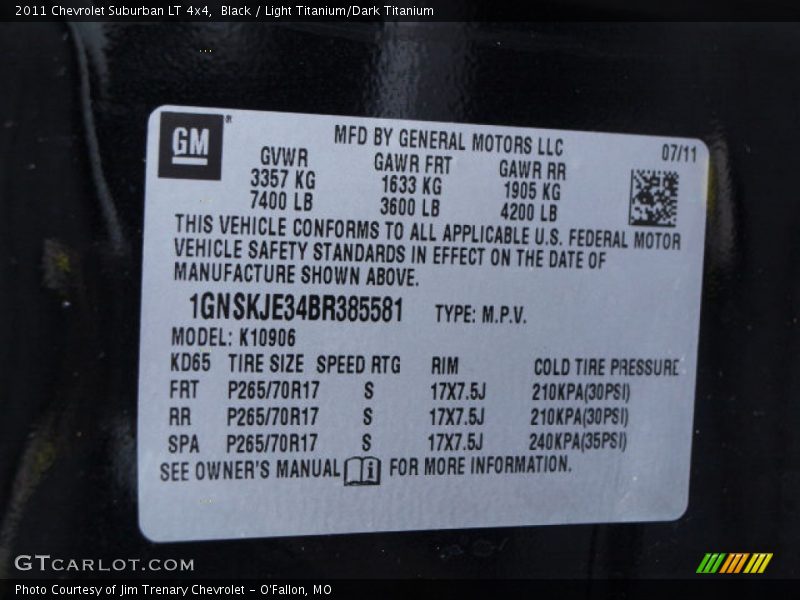 2011 Chevrolet Suburban LT 4x4, Black / Light Titanium/Dark Titanium
GM®
MFD BY GENERAL MOTORS LLC
07/11
GVWR GAWR FRT GAWR RR
3357 KG 1633 KG 1905 KG
7400 LB 3600 LB 4200 LB
THIS VEHICLE CONFORMS TO ALL APPLICABLE U.S. FEDERAL MOTOR
VEHICLE SAFETY STANDARDS IN EFFECT ON THE DATE OF
MANUFACTURE SHOWN ABOVE.
1GNSKJE34BR385581 TYPE: M.P.V.
MODEL: K10906
KD65 TIRE SIZE SPEED RTG RIM COLD TIRE PRESSURE
FRT P265/70R17 S 17X7.5J 210KPA(30PSI)
RR P265/70R17 S 17X7.5J 210KPA(30PSI)
SPA P265/70R17 S 17X7.5J 240KPA(35PSI)
SEE OWNER'S MANUAL i FOR MORE INFORMATION.
GTCARLOT.COM
Photo Courtesy of Jim Trenary Chevrolet - O'Fallon, MO